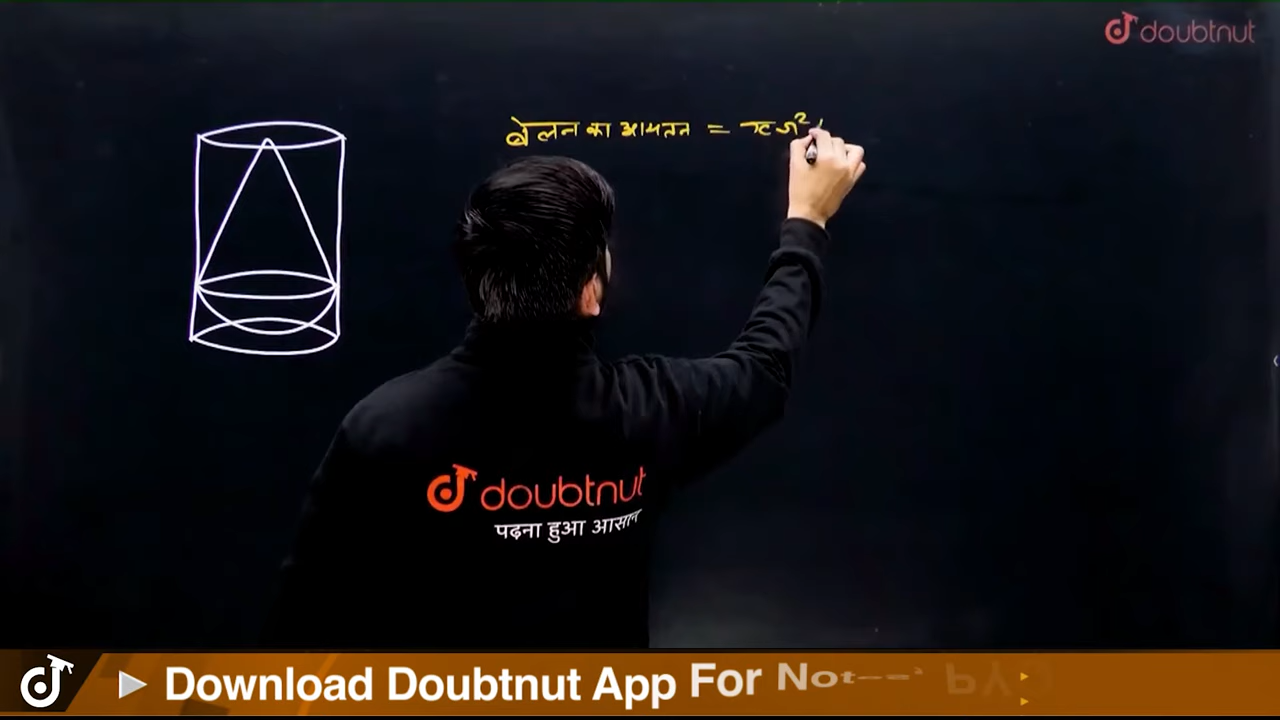 doubtnut
बेलन का आयतन = πr²
doubtnut
पढ़ना हुआ आसान
Download Doubtnut App For